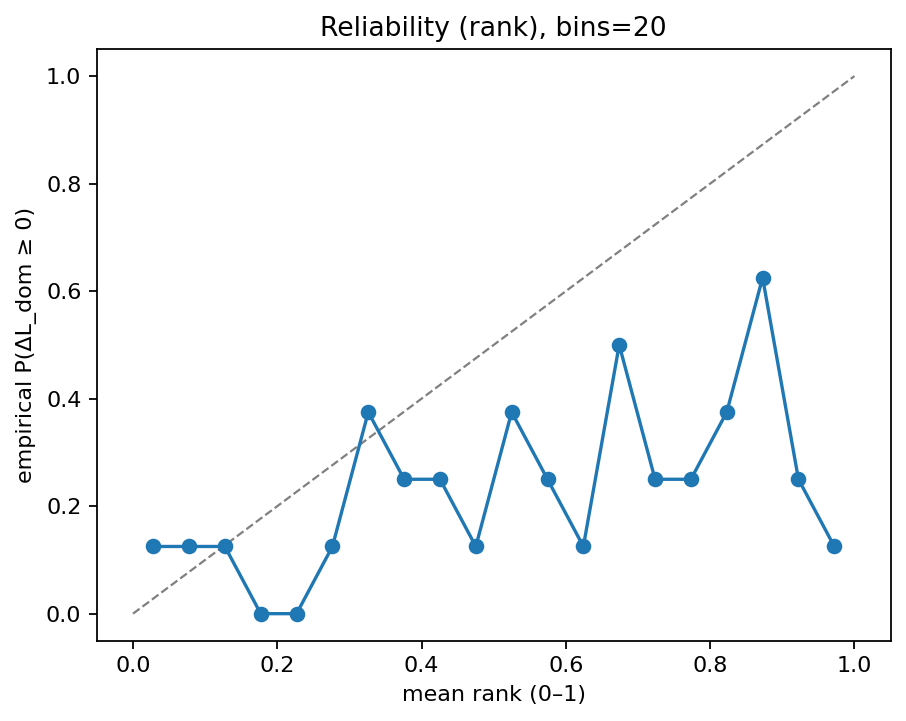 Reliability (rank), bins=20
empirical P(ΔL_dom ≥ 0)
1.0
0.8
0.6
0.4
0.2
0.0
0.0 0.2 0.4 0.6 0.8 1.0
mean rank (0–1)